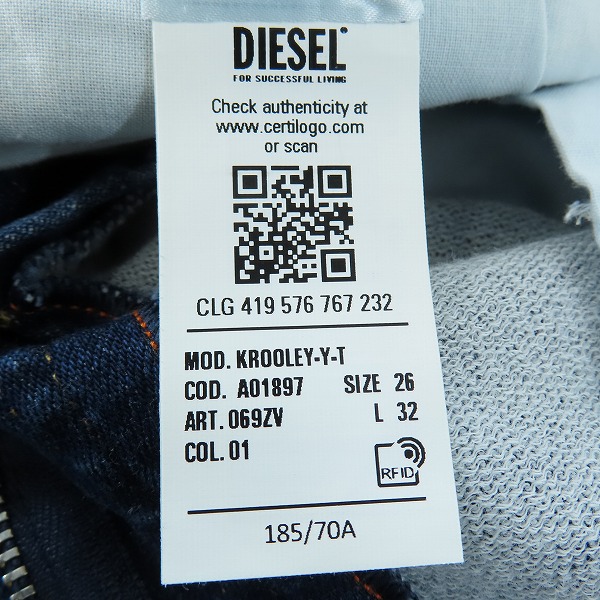 DIESEL
FOR SUCCESSFUL LIVING
Check authenticity at
www.certilogo.com
or scan
CLG 419 576 767 232
MOD. KROOLEY-Y-T
COD. A01897 SIZE 26
ART. 069ZV L 32
COL. 01
RFID
185/70A